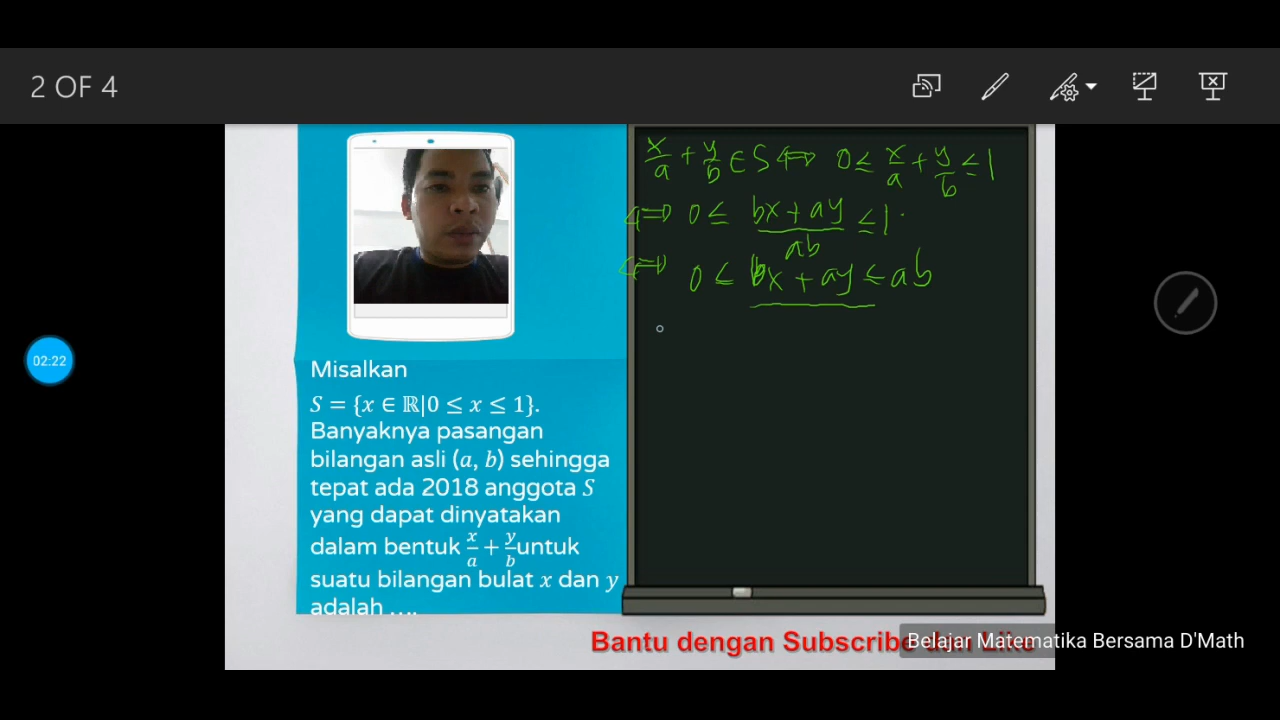 2 OF 4
x/a + y/b ∈ S ⟺ 0 ≤ x/a + y/b ≤ 1
⟺ 0 ≤ (bx + ay)/ab ≤ 1.
⟺ 0 ≤ bx + ay ≤ ab
02:22
Misalkan
S = {x ∈ ℝ|0 ≤ x ≤ 1}.
Banyaknya pasangan
bilangan asli (a, b) sehingga
tepat ada 2018 anggota S
yang dapat dinyatakan
dalam bentuk x/a + y/b untuk
suatu bilangan bulat x dan y
adalah ....
Bantu dengan Subscribe
Belajar Matematika Bersama D'Math